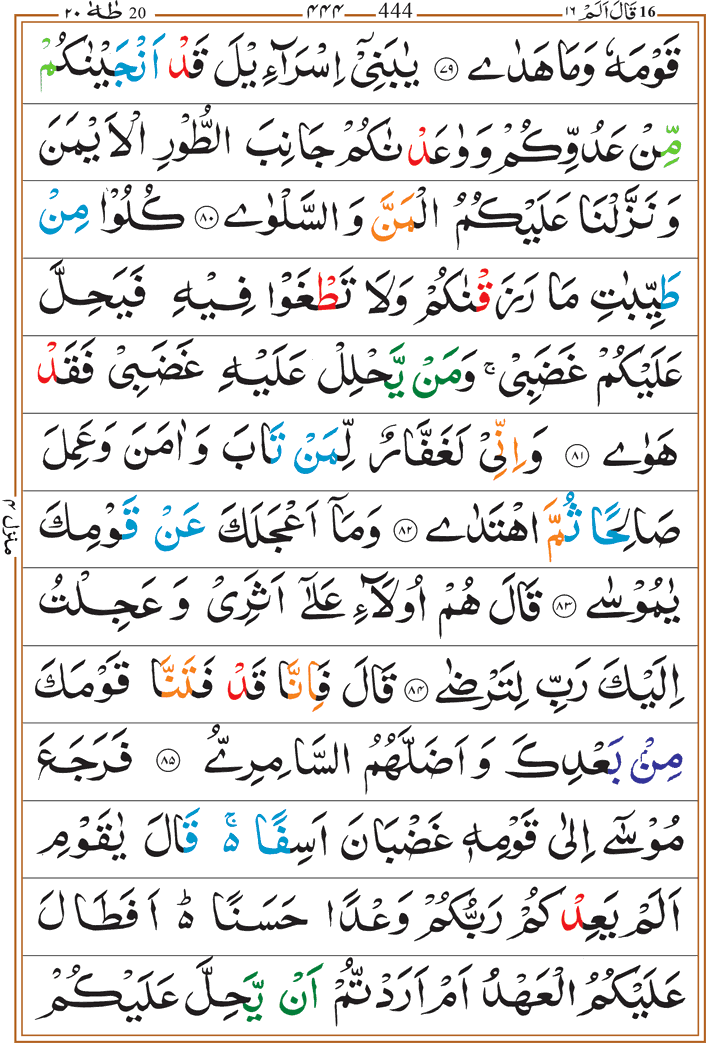 طٰهٰ ٢٠ 20 ٤٤٤ 444 قَالَ اَلَمْ ١٦ 16
قَوْمَهٗ وَمَا هَدٰى ﴿٧٩﴾ يٰبَنِىْۤ اِسْرَآءِيْلَ قَدْ اَنْجَيْنٰكُمْ
مِّنْ عَدُوِّكُمْ وَوٰعَدْنٰكُمْ جَانِبَ الطُّوْرِ الْاَيْمَنَ
وَنَزَّلْنَا عَلَيْكُمُ الْمَنَّ وَالسَّلْوٰى ﴿٨٠﴾ كُلُوْا مِنْ
طَيِّبٰتِ مَا رَزَقْنٰكُمْ وَلَا تَطْغَوْا فِيْهِ فَيَحِلَّ
عَلَيْكُمْ غَضَبِىْ ۚ وَمَنْ يَّحْلِلْ عَلَيْهِ غَضَبِىْ فَقَدْ
هَوٰى ﴿٨١﴾ وَاِنِّىْ لَغَفَّارٌ لِّمَنْ تَابَ وَاٰمَنَ وَعَمِلَ
صَالِحًا ثُمَّ اهْتَدٰى ﴿٨٢﴾ وَمَاۤ اَعْجَلَكَ عَنْ قَوْمِكَ
يٰمُوْسٰى ﴿٨٣﴾ قَالَ هُمْ اُولَآءِ عَلٰٓى اَثَرِىْ وَعَجِلْتُ
اِلَيْكَ رَبِّ لِتَرْضٰى ﴿٨٤﴾ قَالَ فَاِنَّا قَدْ فَتَنَّا قَوْمَكَ
مِنْۢ بَعْدِكَ وَاَضَلَّهُمُ السَّامِرِىُّ ﴿٨٥﴾ فَرَجَعَ
مُوْسٰٓى اِلٰى قَوْمِهٖ غَضْبَانَ اَسِفًا ۚ۬ قَالَ يٰقَوْمِ
اَلَمْ يَعِدْكُمْ رَبُّكُمْ وَعْدًا حَسَنًا ؕ۬ اَفَطَالَ
عَلَيْكُمُ الْعَهْدُ اَمْ اَرَدْتُّمْ اَنْ يَّحِلَّ عَلَيْكُمْ
منزل ٤